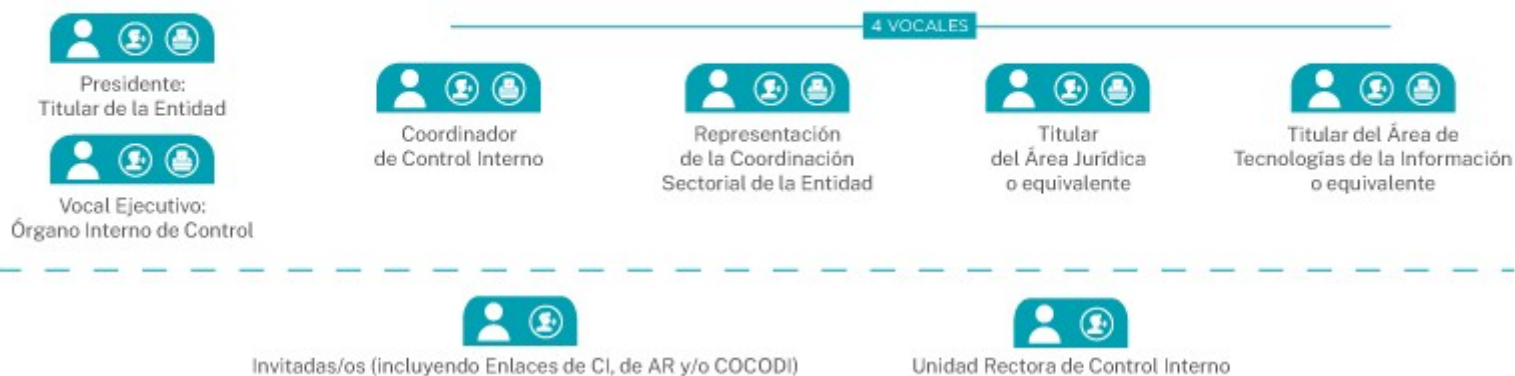 4 VOCALES
Presidente:
Titular de la Entidad
Vocal Ejecutivo:
Órgano Interno de Control
Coordinador
de Control Interno
Representación
de la Coordinación
Sectorial de la Entidad
Titular
del Área Jurídica
o equivalente
Titular del Área de
Tecnologías de la Información
o equivalente
Invitadas/os (incluyendo Enlaces de CI, de AR y/o COCODI)
Unidad Rectora de Control Interno